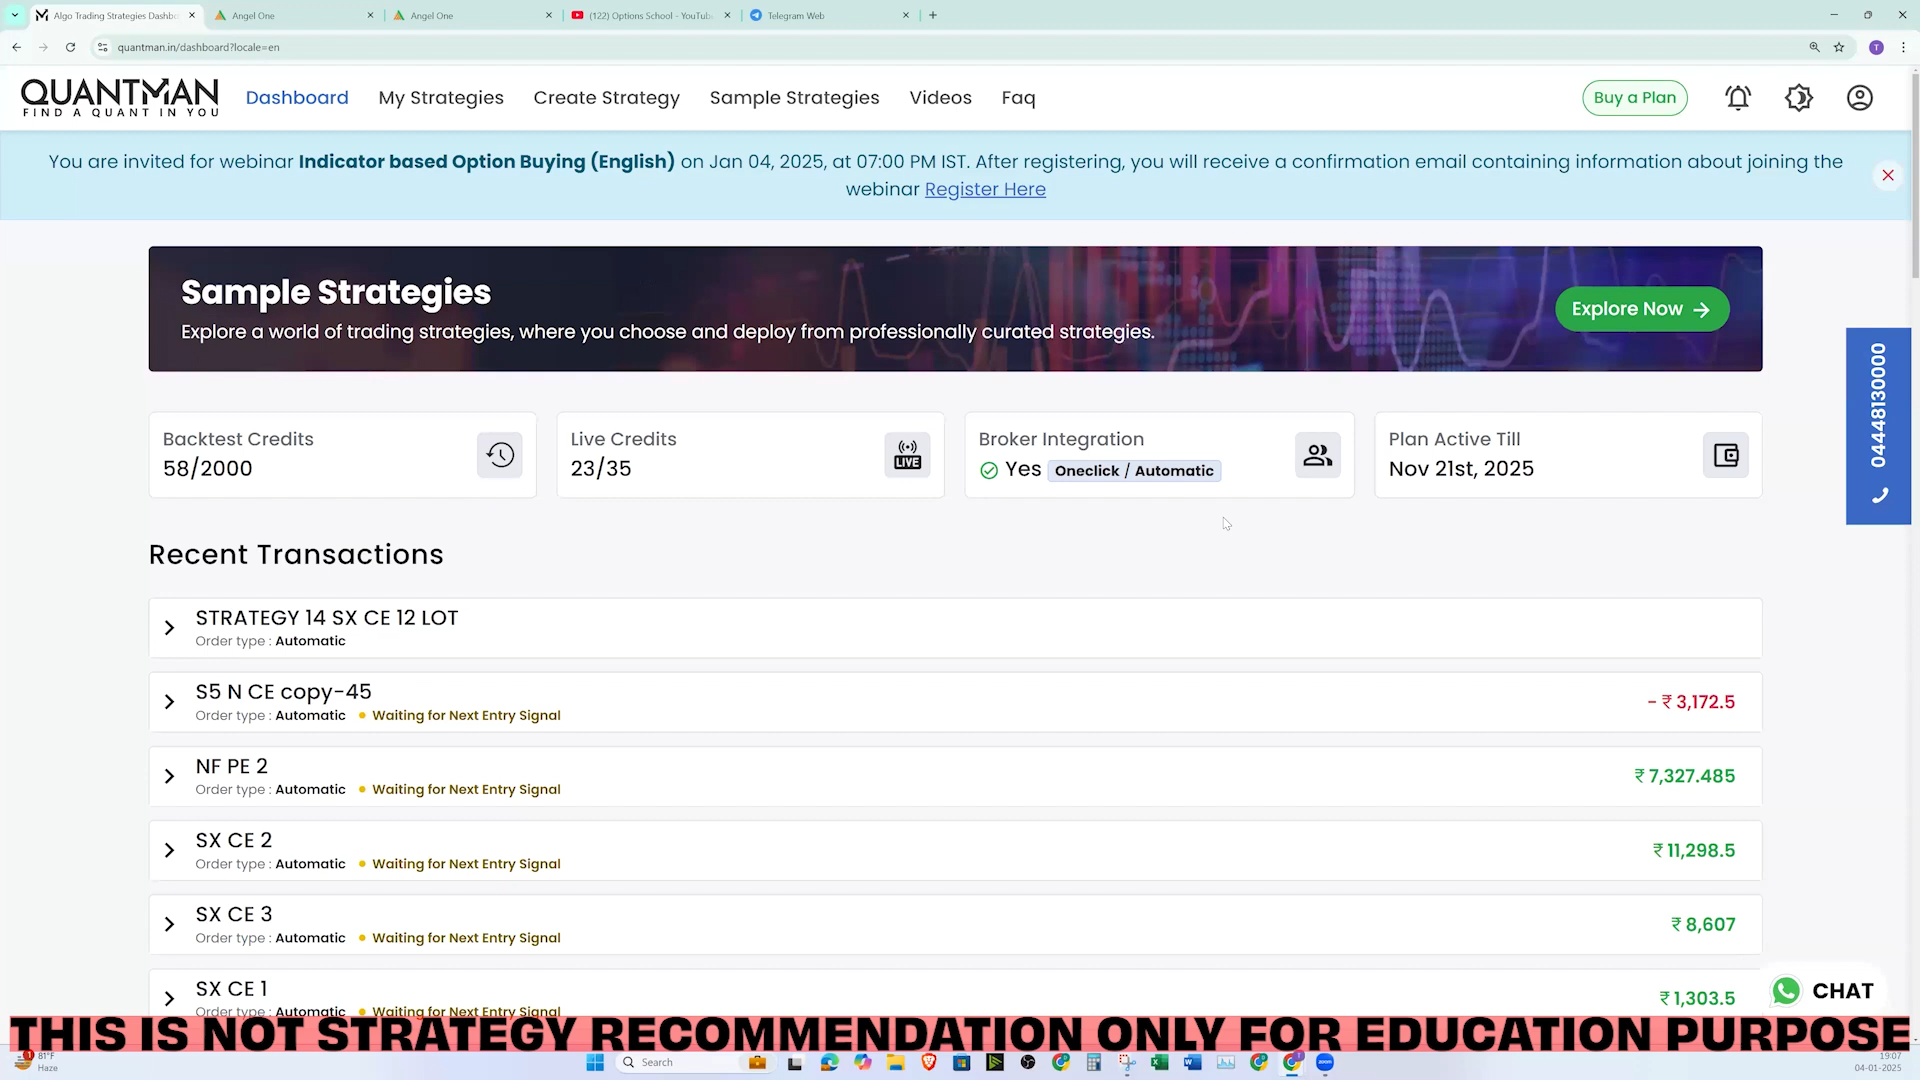 Algo Trading Strategies Dashbo
Angel One
Angel One
(122) Options School - YouTube
Telegram Web
quantman.in/dashboard?locale=en
T
QUANTMAN
FIND A QUANT IN YOU
Dashboard
My Strategies
Create Strategy
Sample Strategies
Videos
Faq
Buy a Plan
You are invited for webinar Indicator based Option Buying (English) on Jan 04, 2025, at 07:00 PM IST. After registering, you will receive a confirmation email containing information about joining the
webinar Register Here
Sample Strategies
Explore a world of trading strategies, where you choose and deploy from professionally curated strategies.
Explore Now →
04448130000
Backtest Credits
58/2000
Live Credits
23/35
LIVE
Broker Integration
Yes Oneclick / Automatic
Plan Active Till
Nov 21st, 2025
Recent Transactions
STRATEGY 14 SX CE 12 LOT
Order type : Automatic
S5 N CE copy-45
Order type : Automatic • Waiting for Next Entry Signal
- ₹ 3,172.5
NF PE 2
Order type : Automatic • Waiting for Next Entry Signal
₹ 7,327.485
SX CE 2
Order type : Automatic • Waiting for Next Entry Signal
₹ 11,298.5
SX CE 3
Order type : Automatic • Waiting for Next Entry Signal
₹ 8,607
SX CE 1
Order type : Automatic • Waiting for Next Entry Signal
₹ 1,303.5
CHAT
THIS IS NOT STRATEGY RECOMMENDATION ONLY FOR EDUCATION PURPOSE
1
81°F
Haze
Search
zoom
19:07
04-01-2025